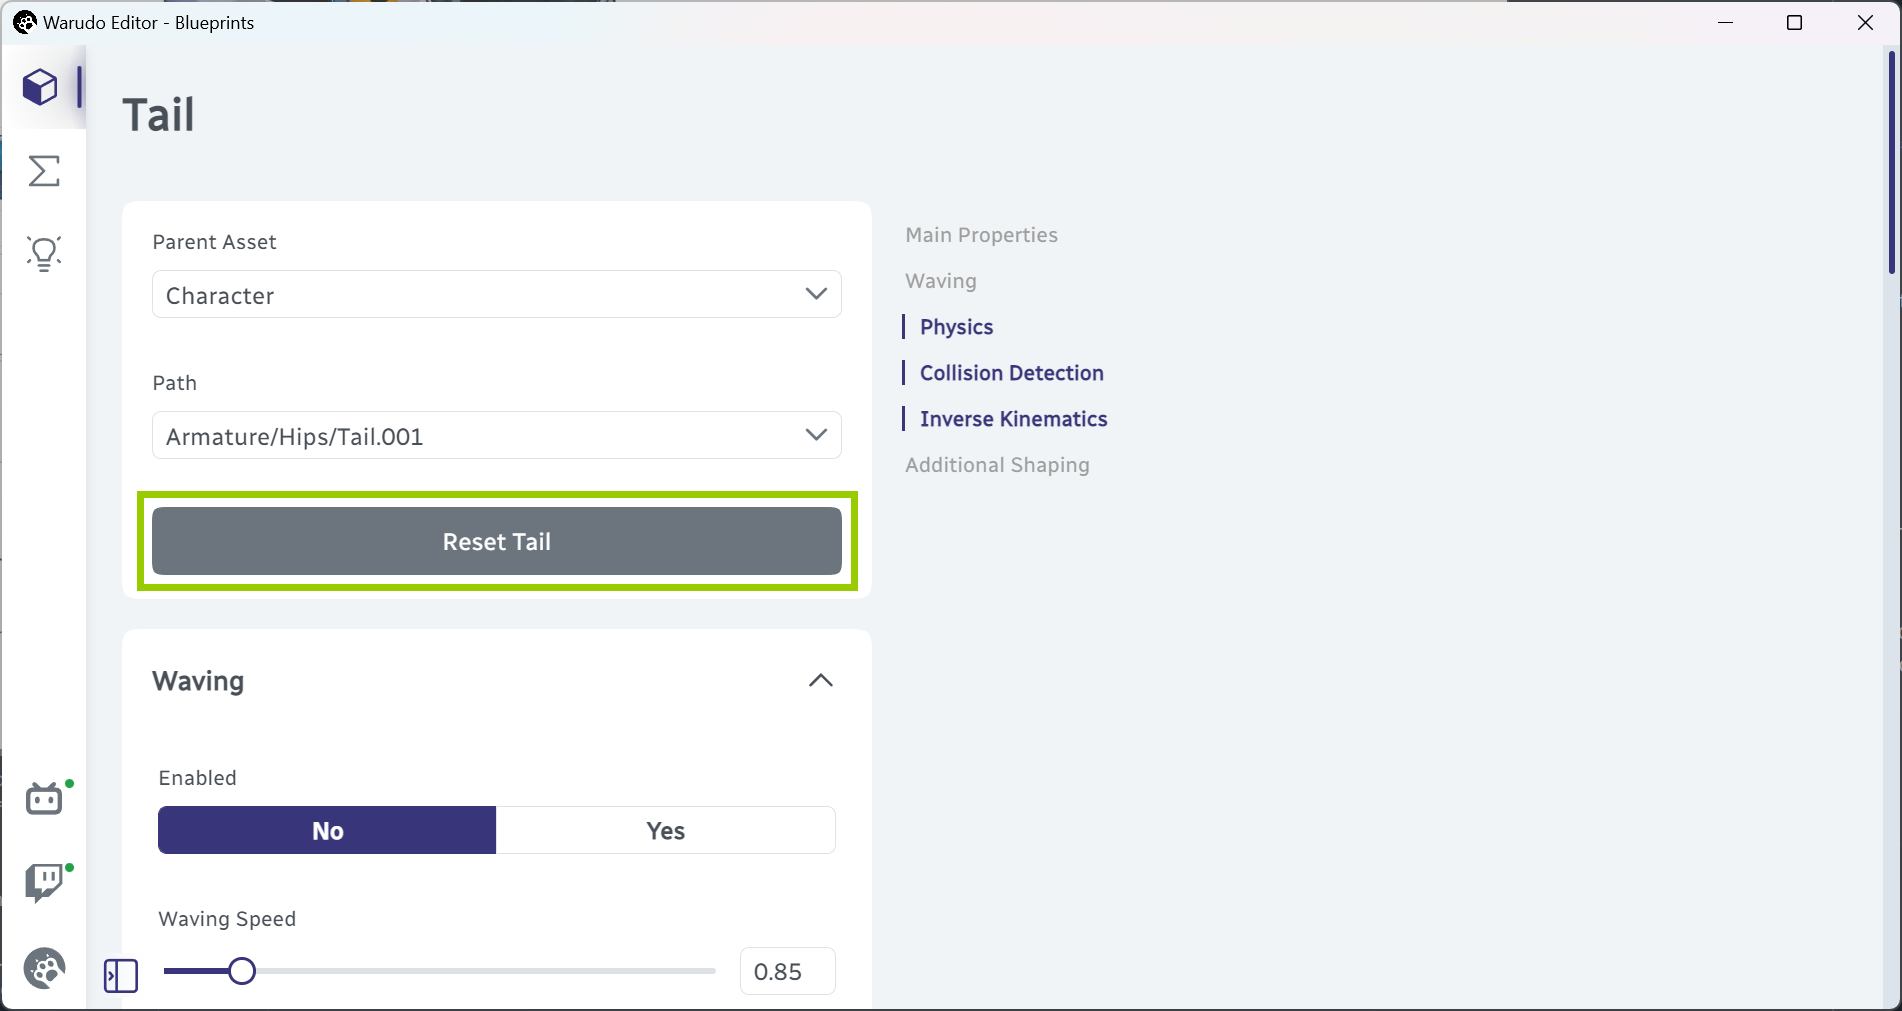 Warudo Editor - Blueprints
Tail
Parent Asset
Character
Path
Armature/Hips/Tail.001
Reset Tail
Main Properties
Waving
Physics
Collision Detection
Inverse Kinematics
Additional Shaping
Waving
Enabled
No
Yes
Waving Speed
0.85